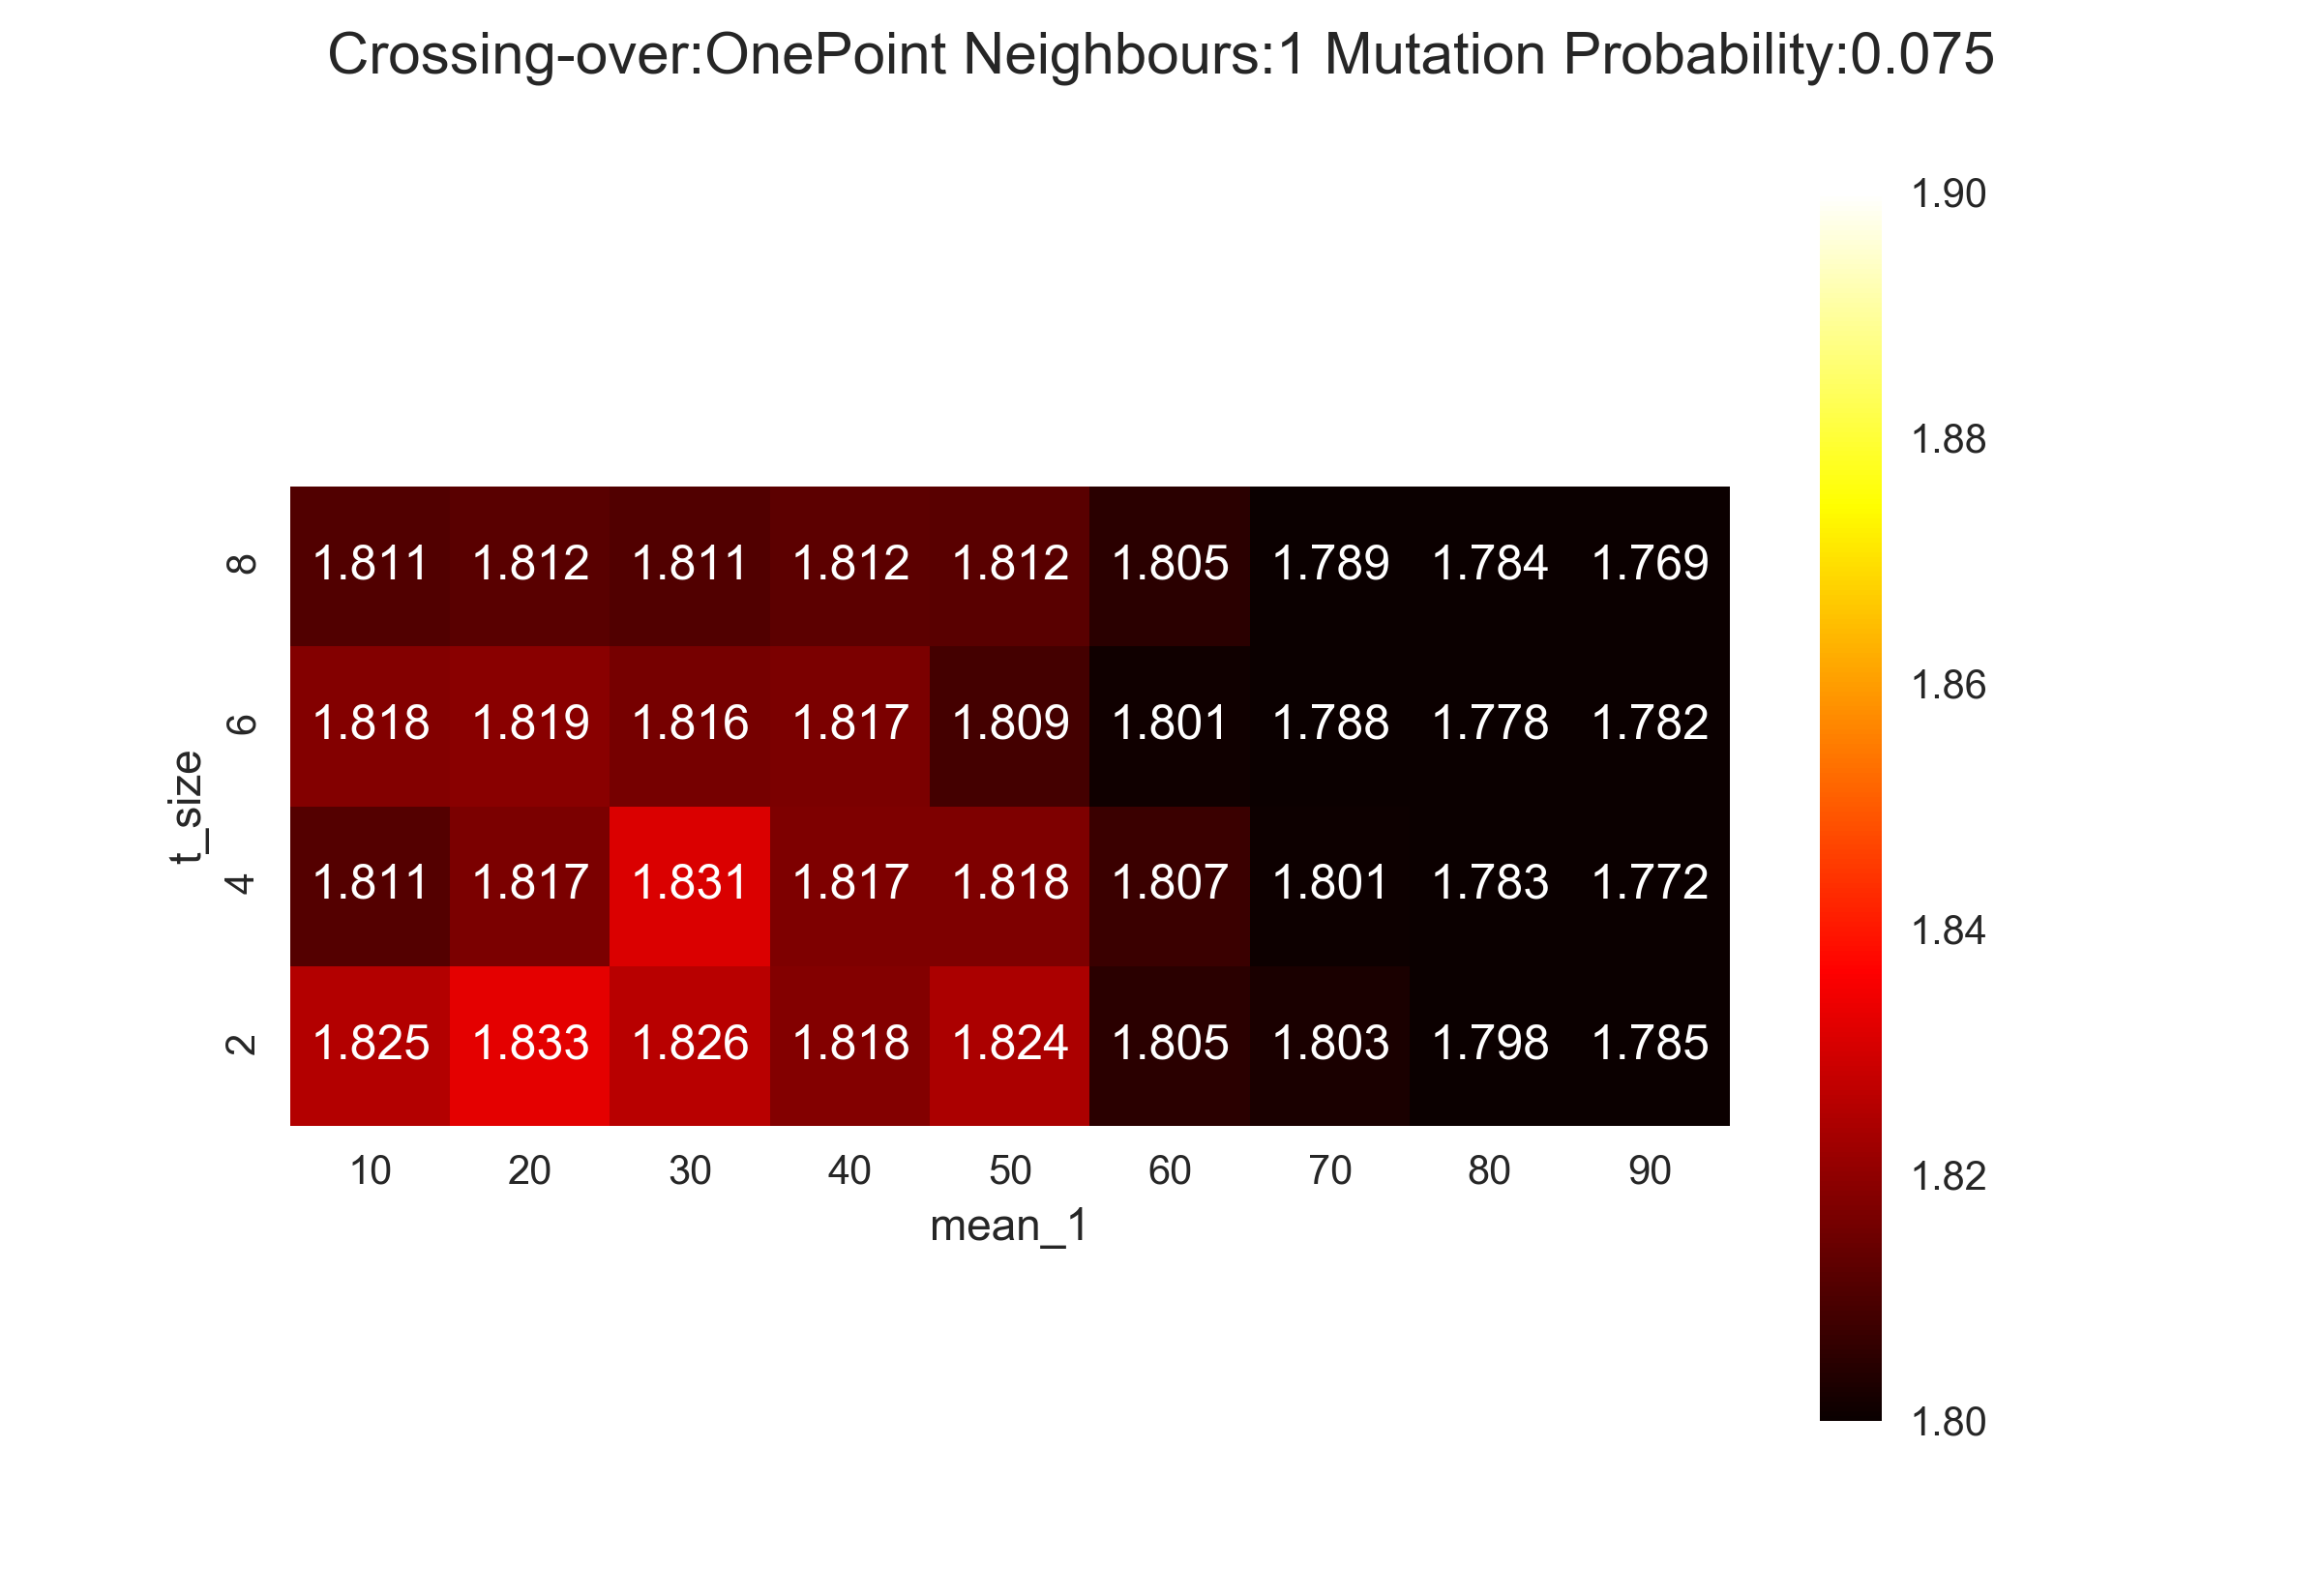 Crossing-over:OnePoint Neighbours:1 Mutation Probability:0.075
1.90
1.88
1.86
1.84
1.82
1.80
t_size
8 1.811 1.812 1.811 1.812 1.812 1.805 1.789 1.784 1.769
6 1.818 1.819 1.816 1.817 1.809 1.801 1.788 1.778 1.782
4 1.811 1.817 1.831 1.817 1.818 1.807 1.801 1.783 1.772
2 1.825 1.833 1.826 1.818 1.824 1.805 1.803 1.798 1.785
10 20 30 40 50 60 70 80 90
mean_1